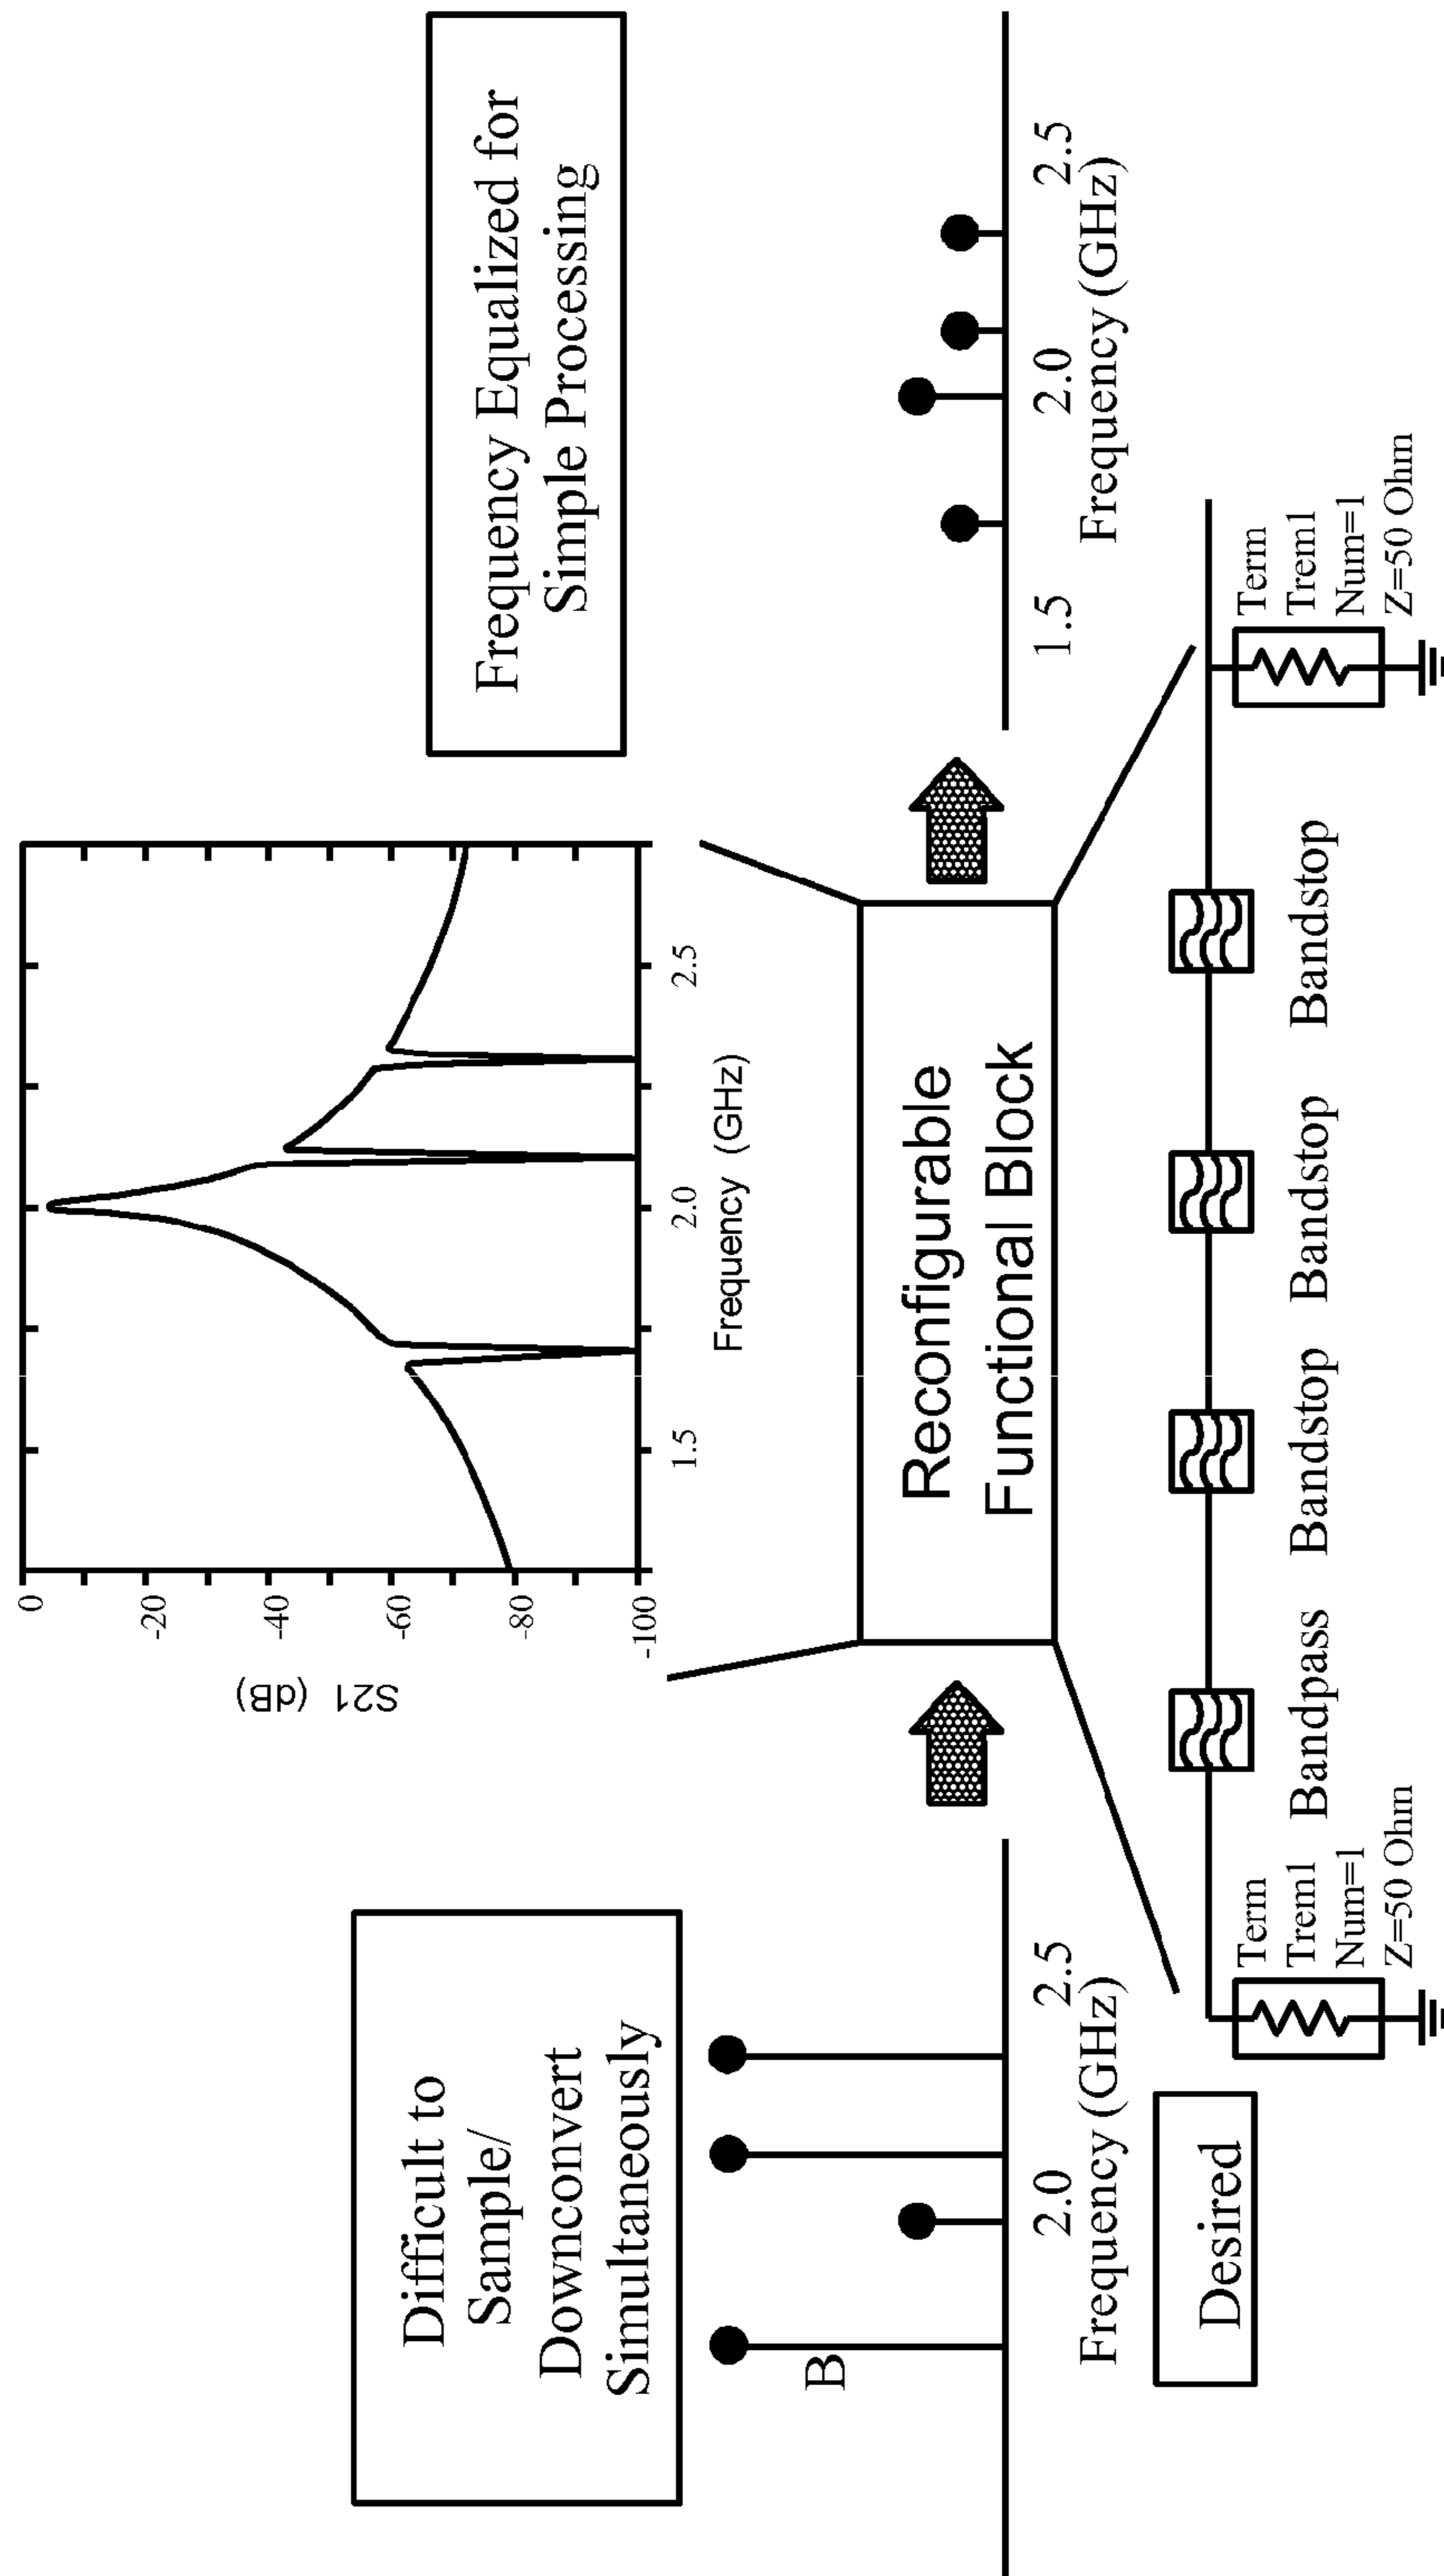 Difficult to
Sample/
Downconvert
Simultaneously
B
2.0
2.5
Frequency (GHz)
Desired
S21 (dB)
0
-20
-40
-60
-80
-100
1.5
2.0
2.5
Frequency (GHz)
Reconfigurable
Functional Block
Frequency Equalized for
Simple Processing
1.5
2.0
2.5
Frequency (GHz)
Term
Trem1
Num=1
Z=50 Ohm
Bandpass
Bandstop
Bandstop
Bandstop
Term
Trem1
Num=1
Z=50 Ohm